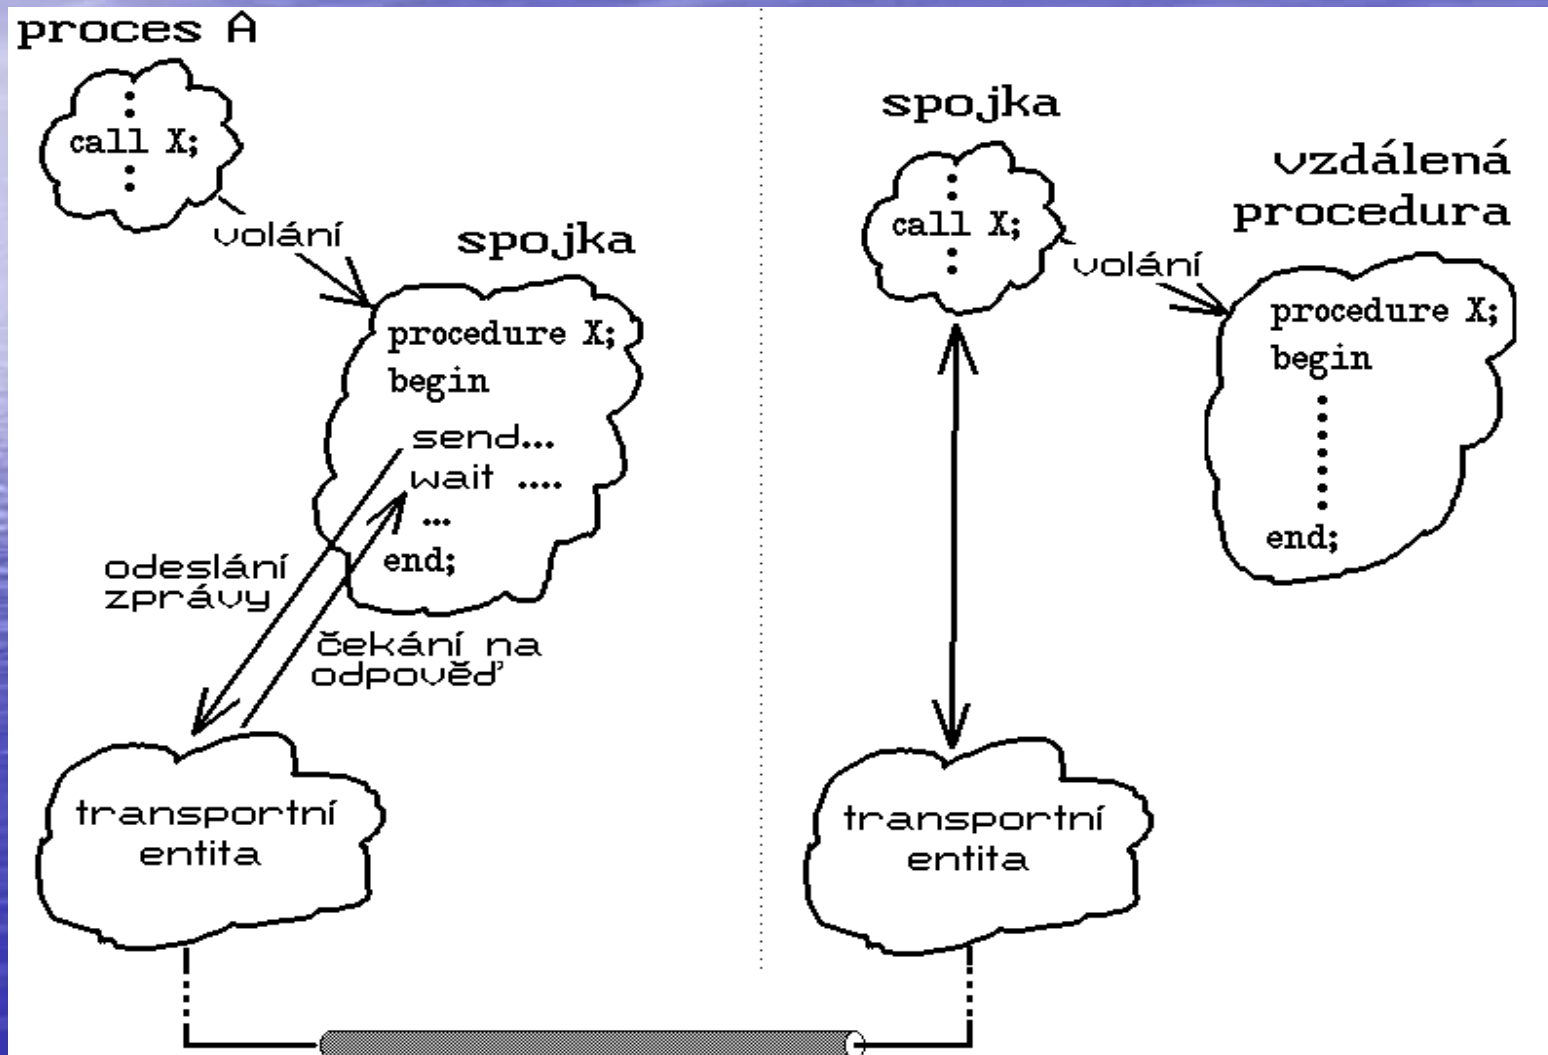 proces A
call X;
volání
spojka
procedure X;
begin
send...
wait ....
...
end;
odeslání
zprávy
čekání na
odpověď
transportní
entita
spojka
call X;
volání
vzdálená
procedura
procedure X;
begin
end;
transportní
entita